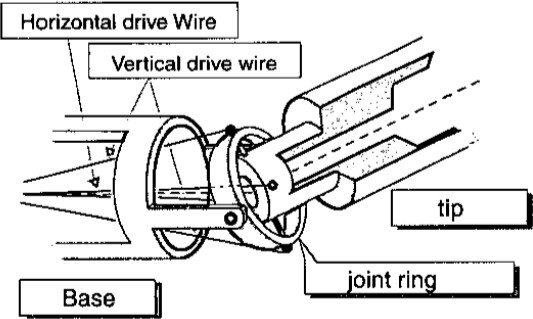 Horizontal drive Wire
Vertical drive wire
tip
joint ring
Base